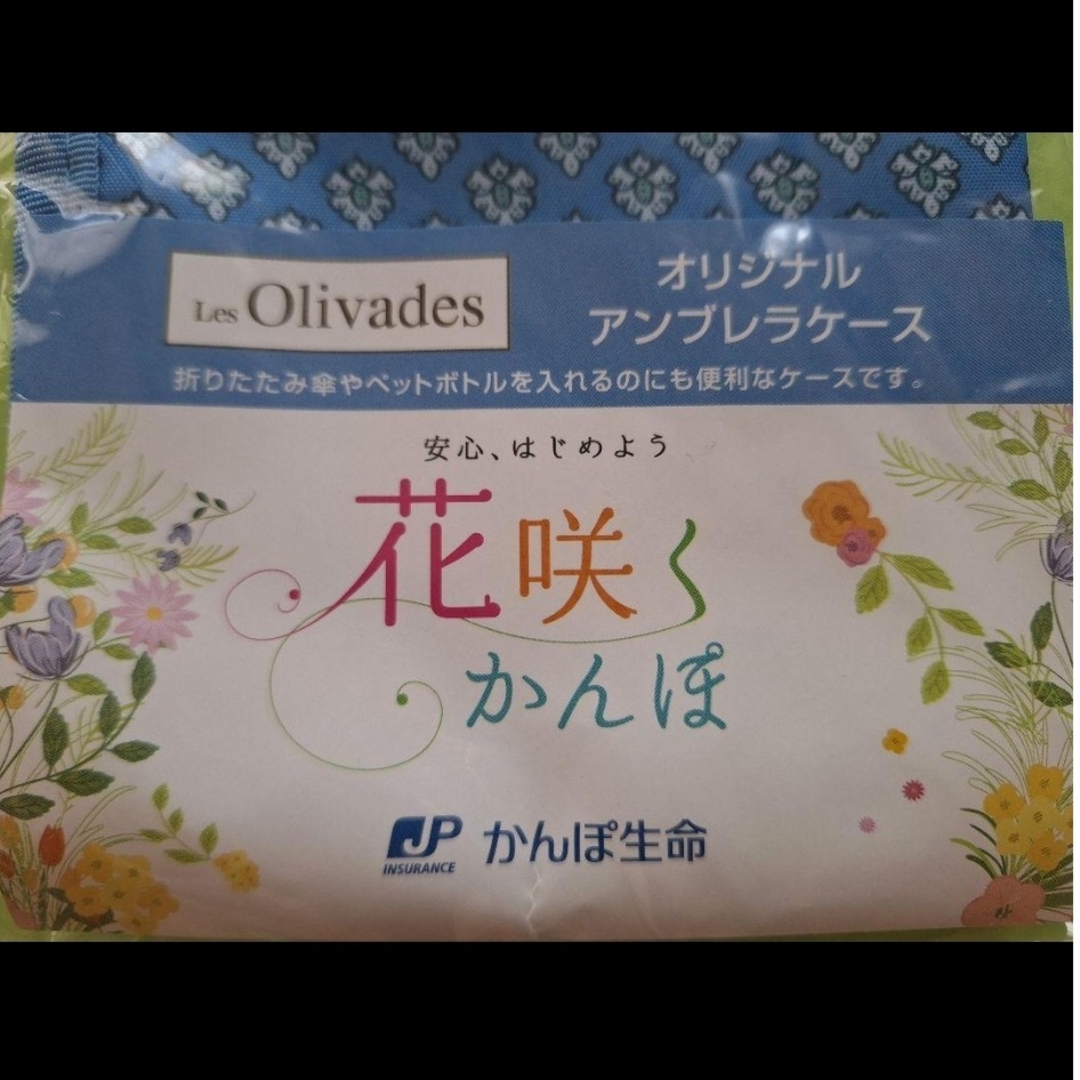 Les Olivades
オリジナル
アンブレラケース
折りたたみ傘やペットボトルを入れるのにも便利なケースです。
安心、はじめよう
花咲く
かんぽ
JP
INSURANCE
かんぽ生命